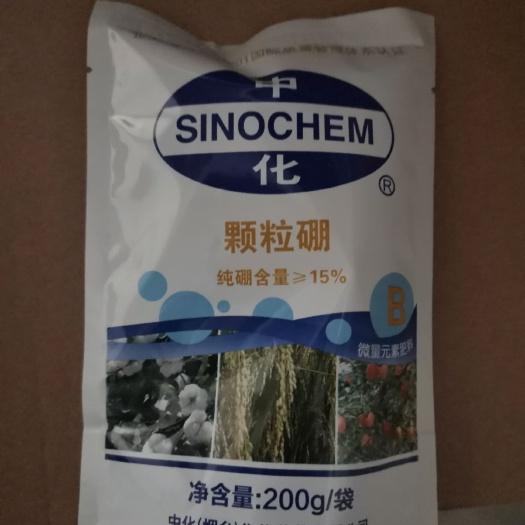 中
SINOCHEM
化
®
颗粒硼
纯硼含量≥15%
B
微量元素肥料
净含量:200g/袋